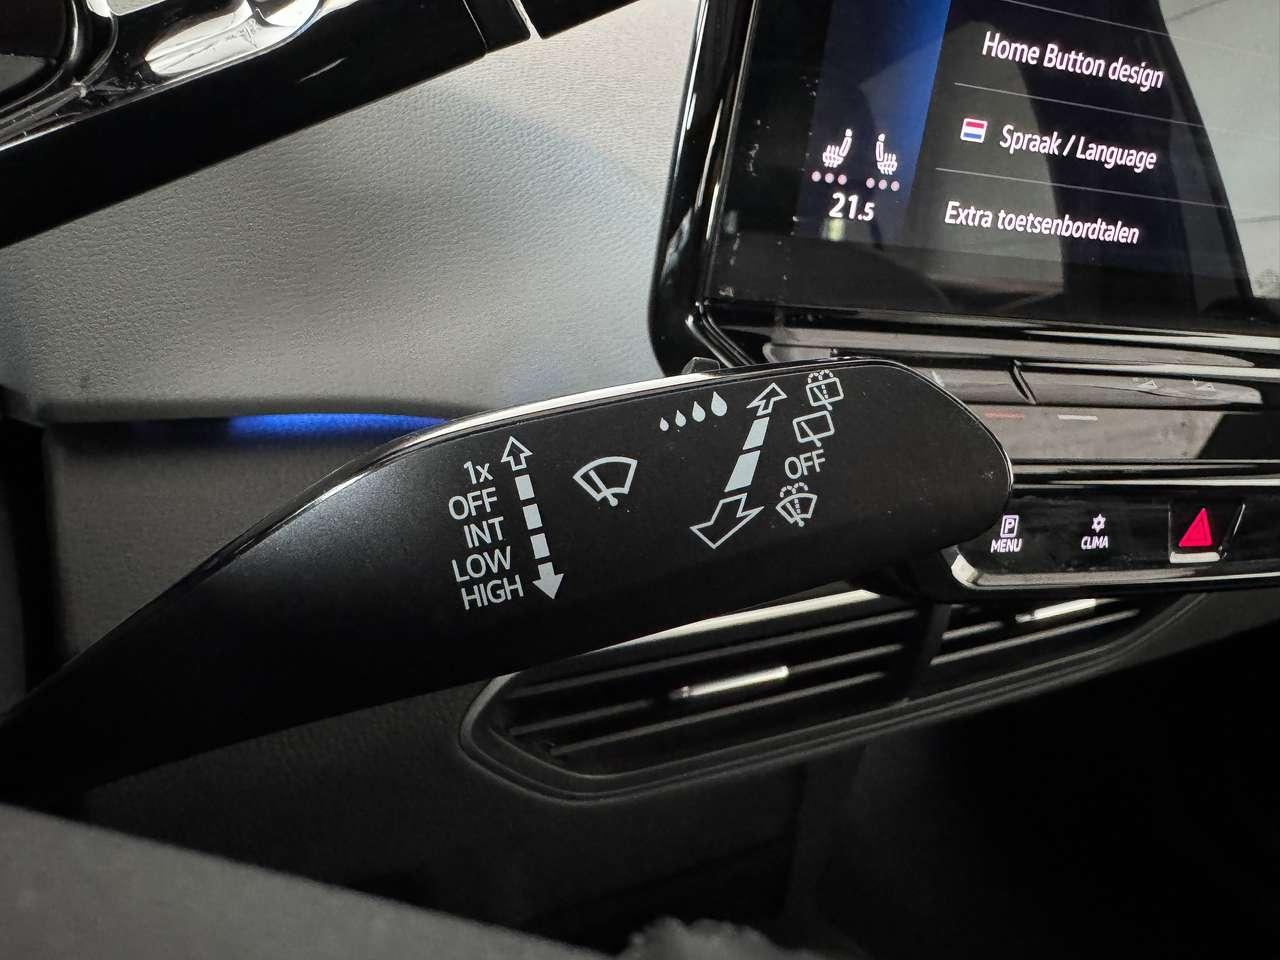 Home Button design
Spraak / Language
21.5
Extra toetsenbordtalen
1x
OFF
INT
LOW
HIGH
OFF
P
MENU
CLIMA